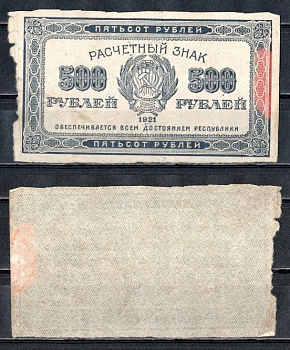 ПЯТЬСОТ РУБЛЕЙ
РАСЧЕТНЫЙ ЗНАК
500 500
РУБЛЕЙ РУБЛЕЙ
1921
ОБЕСПЕЧИВАЕТСЯ ВСЕМ ДОСТОЯНИЕМ РЕСПУБЛИКИ
ПЯТЬСОТ РУБЛЕЙ